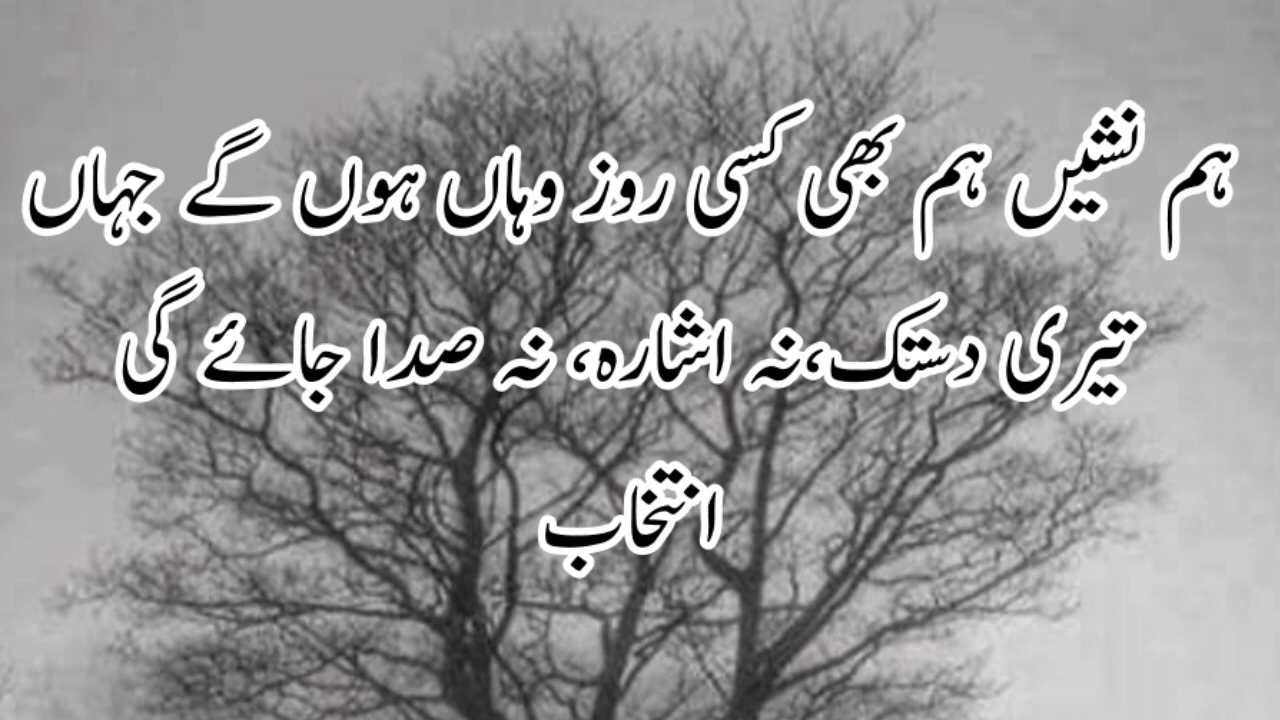 ہم نشیں ہم بھی کسی روز وہاں ہوں گے جہاں
تیری دستک،نہ اشارہ، نہ صدا جائے گی
انتخاب